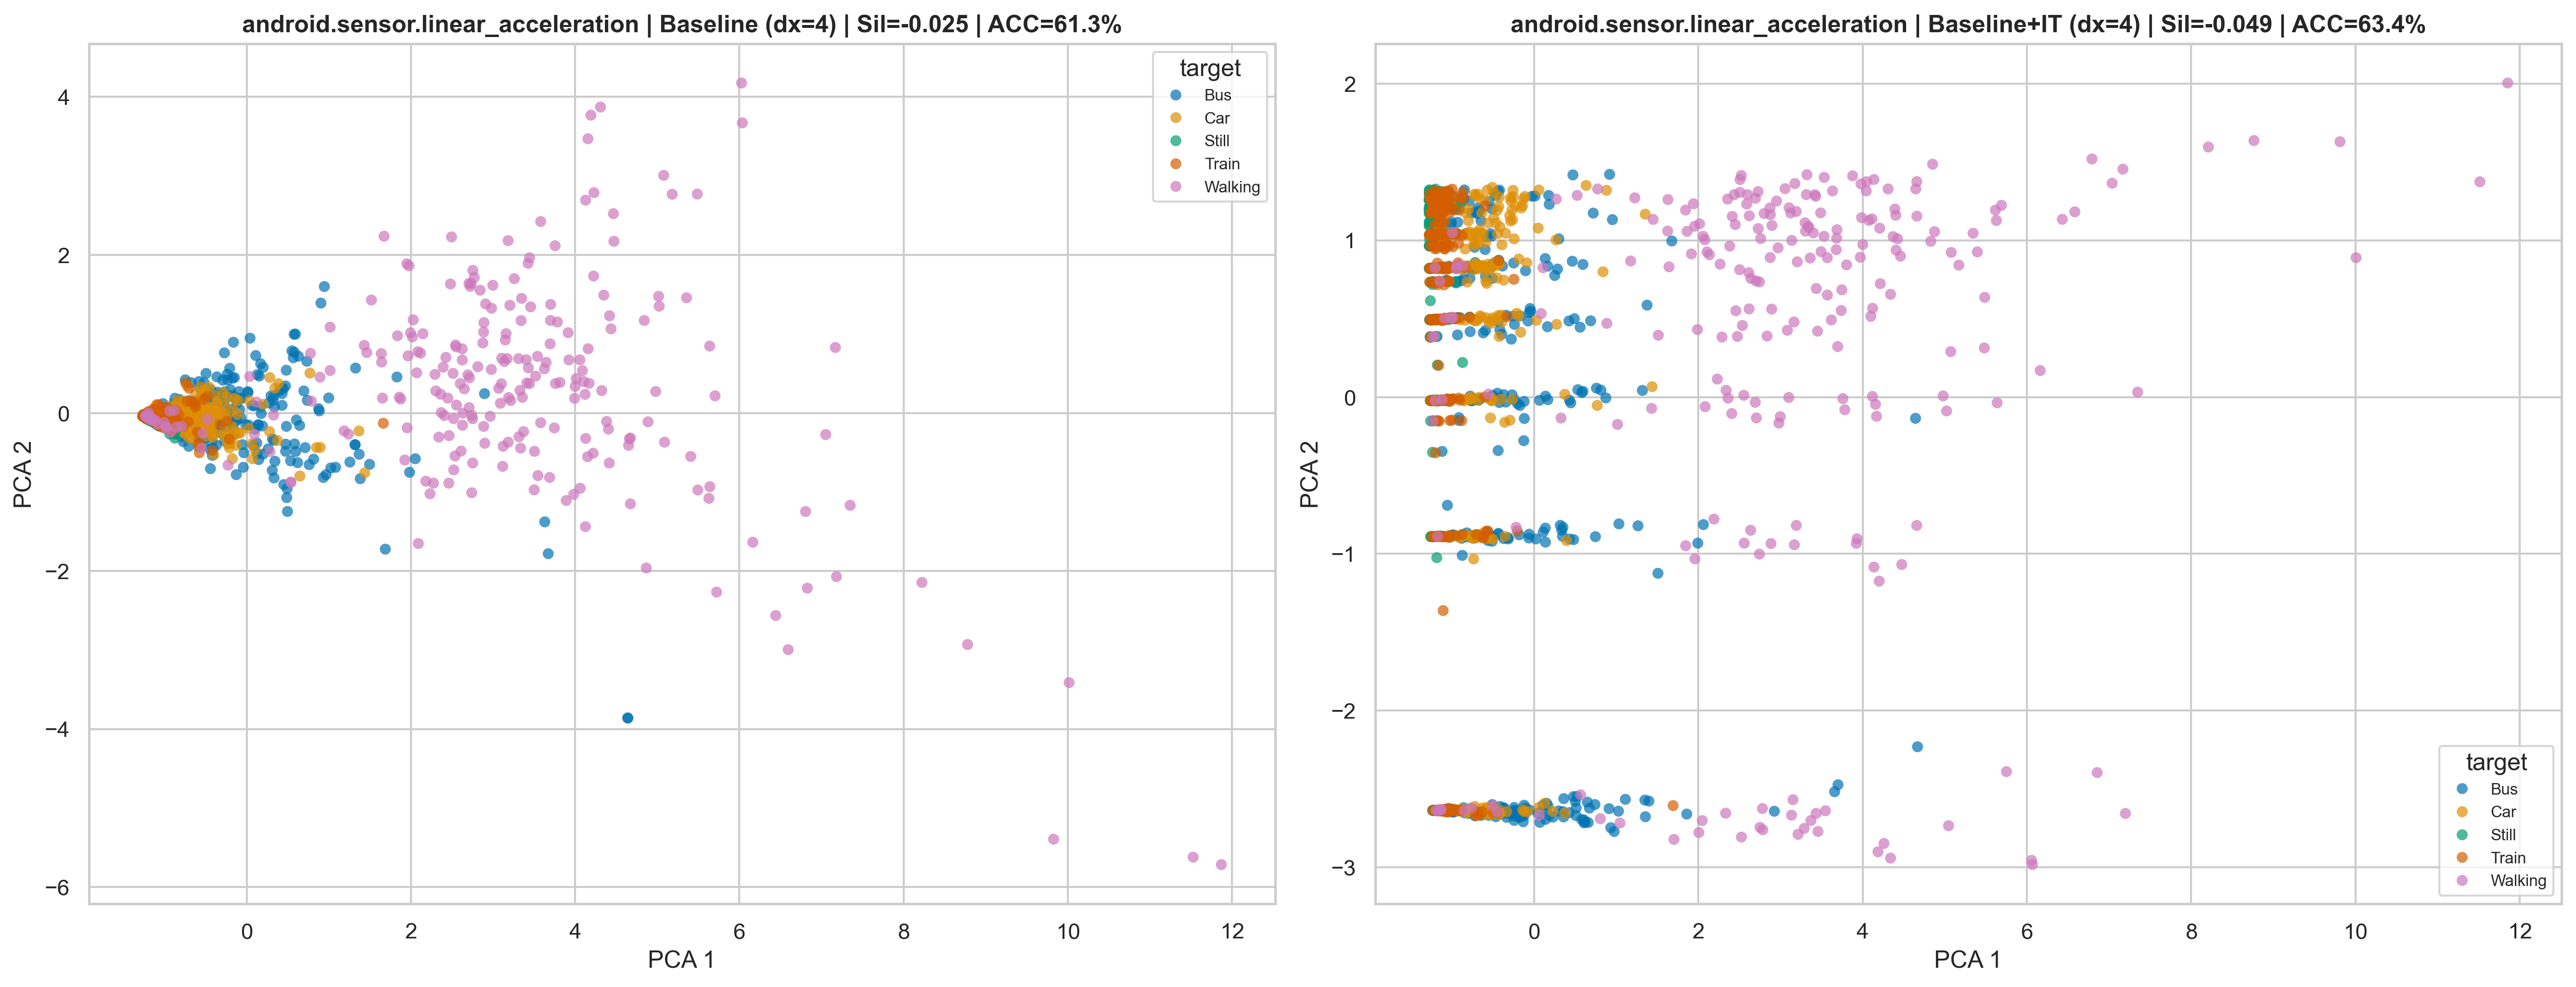 android.sensor.linear_acceleration | Baseline (dx=4) | Sil=-0.025 | ACC=61.3%
target
Bus
Car
Still
Train
Walking
4
2
0
−2
−4
−6
PCA 2
0
2
4
6
8
10
12
PCA 1
android.sensor.linear_acceleration | Baseline+IT (dx=4) | Sil=-0.049 | ACC=63.4%
2
1
0
−1
−2
−3
PCA 2
target
Bus
Car
Still
Train
Walking
0
2
4
6
8
10
12
PCA 1